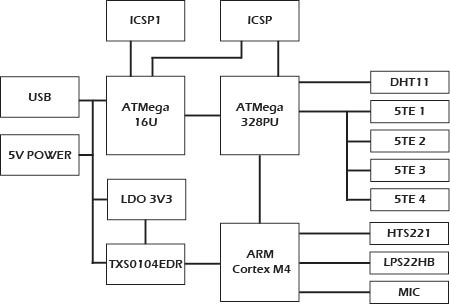 ICSP1
ICSP
USB
ATMega
16U
ATMega
328PU
DHT11
5TE 1
5V POWER
5TE 2
5TE 3
LDO 3V3
5TE 4
HTS221
TXS0104EDR
ARM
Cortex M4
LPS22HB
MIC